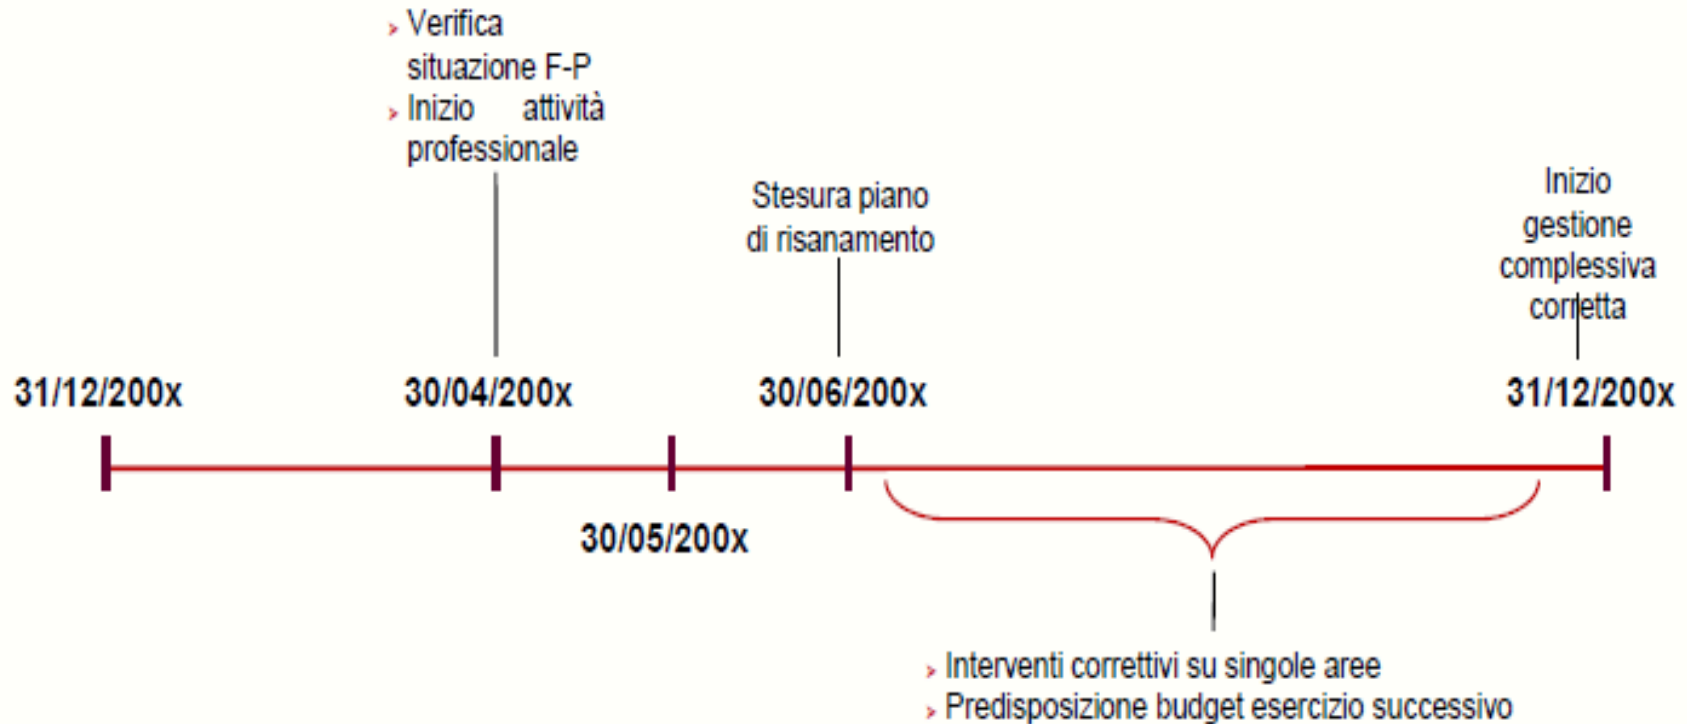 > Verifica
situazione F-P
> Inizio attività
professionale
Stesura piano
di risanamento
Inizio
gestione
complessiva
corretta
31/12/200x
30/04/200x
30/06/200x
31/12/200x
30/05/200x
> Interventi correttivi su singole aree
> Predisposizione budget esercizio successivo